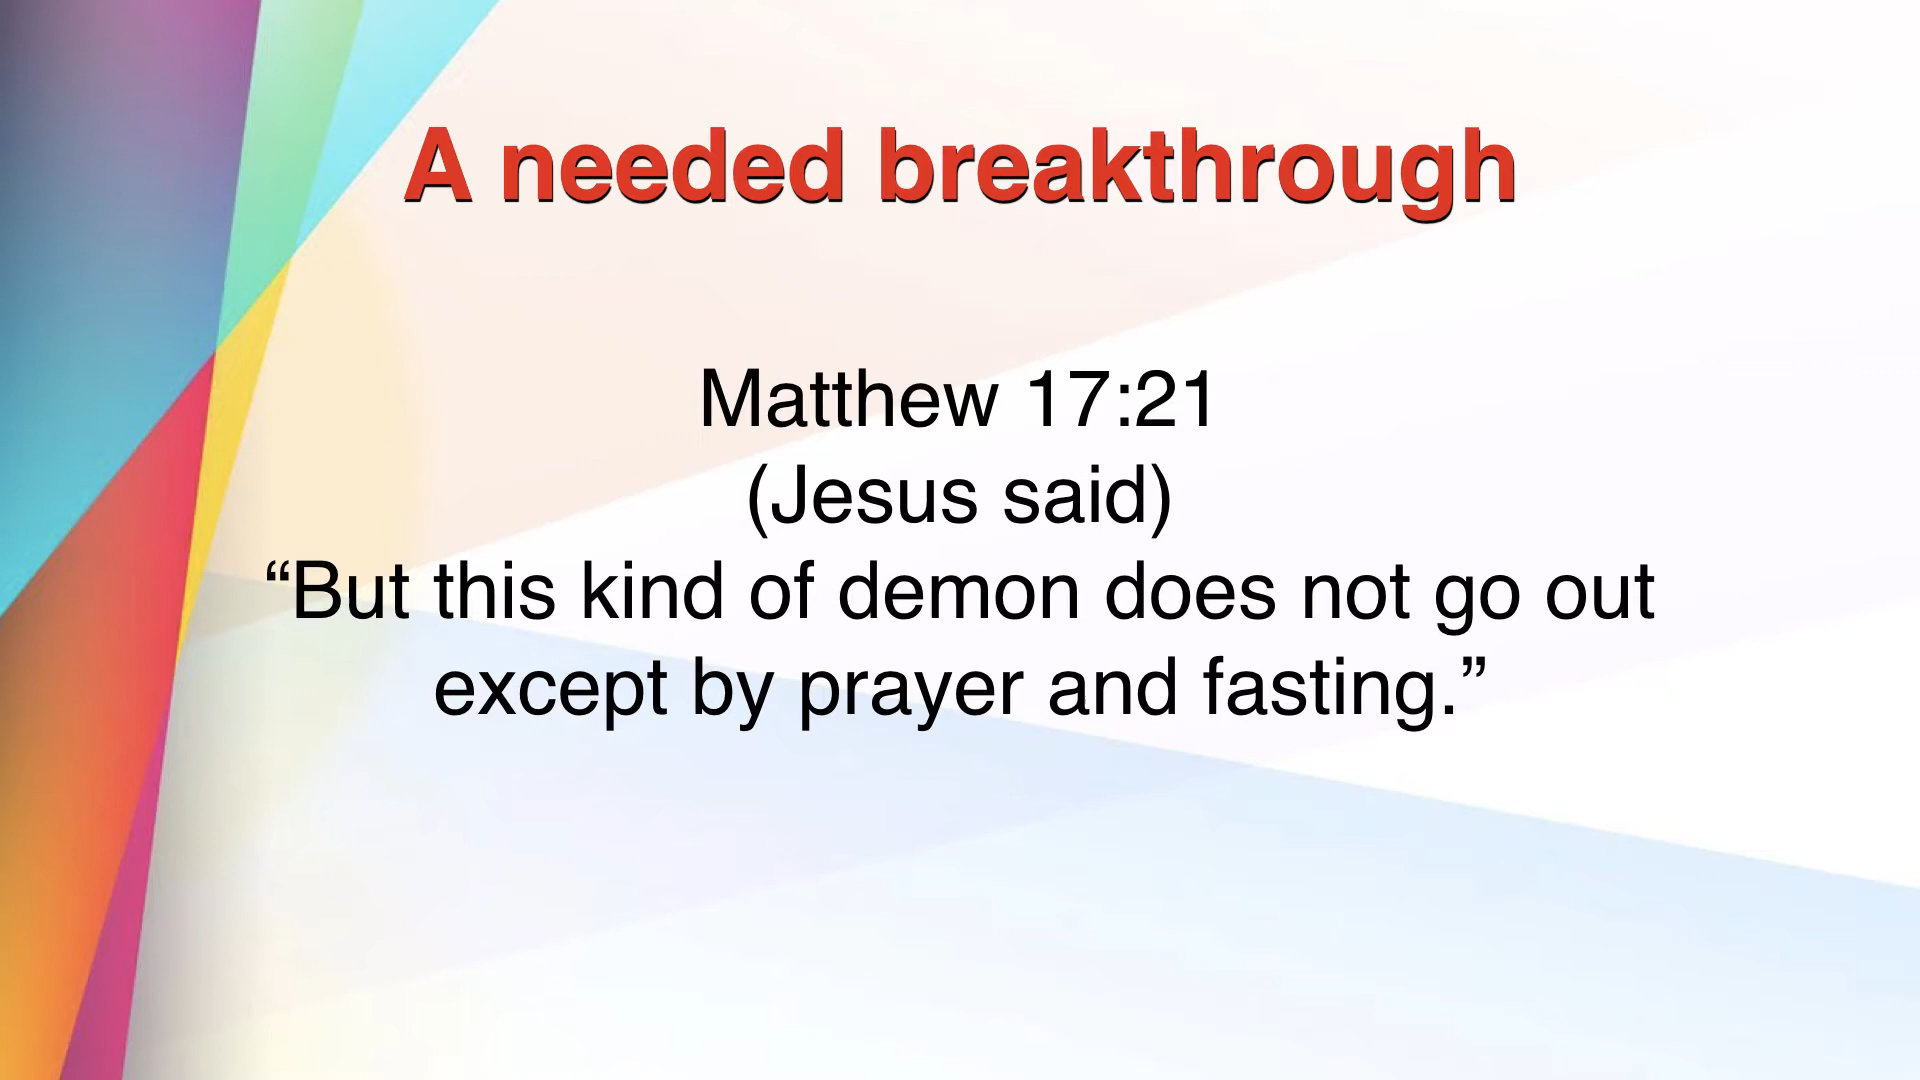 A needed breakthrough
Matthew 17:21
(Jesus said)
“But this kind of demon does not go out
except by prayer and fasting.”